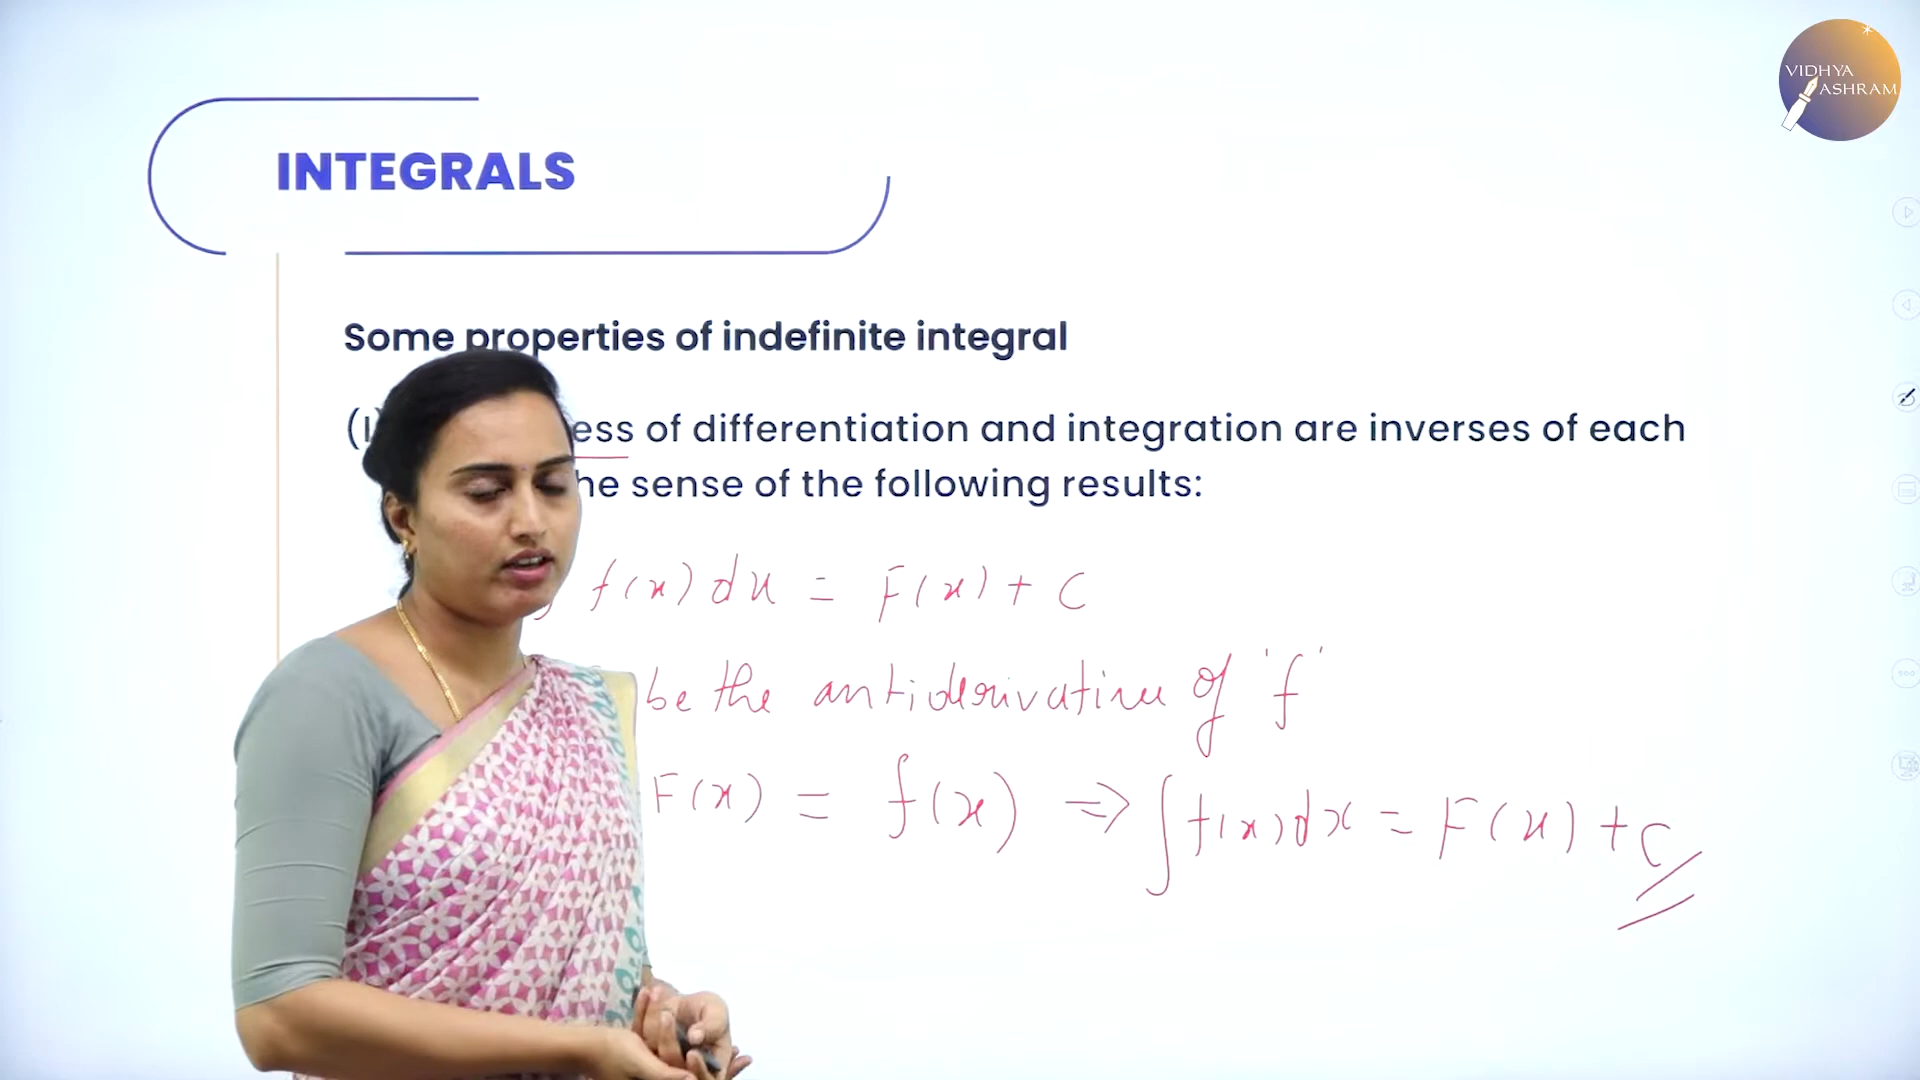 VIDHYA
ASHRAM
INTEGRALS
Some properties of indefinite integral
(I) ess of differentiation and integration are inverses of each
he sense of the following results:
f(x) dx = F(x) + C
be the antiderivative of 'f'
F(x) = f(x) ⇒ ∫f(x)dx = F(x) + C